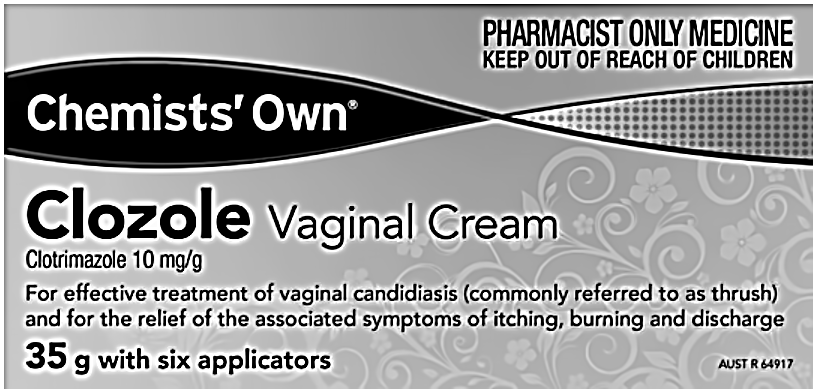 PHARMACIST ONLY MEDICINE
KEEP OUT OF REACH OF CHILDREN
Chemists' Own®
Clozole Vaginal Cream
Clotrimazole 10 mg/g
For effective treatment of vaginal candidiasis (commonly referred to as thrush)
and for the relief of the associated symptoms of itching, burning and discharge
35 g with six applicators
AUST R 64917